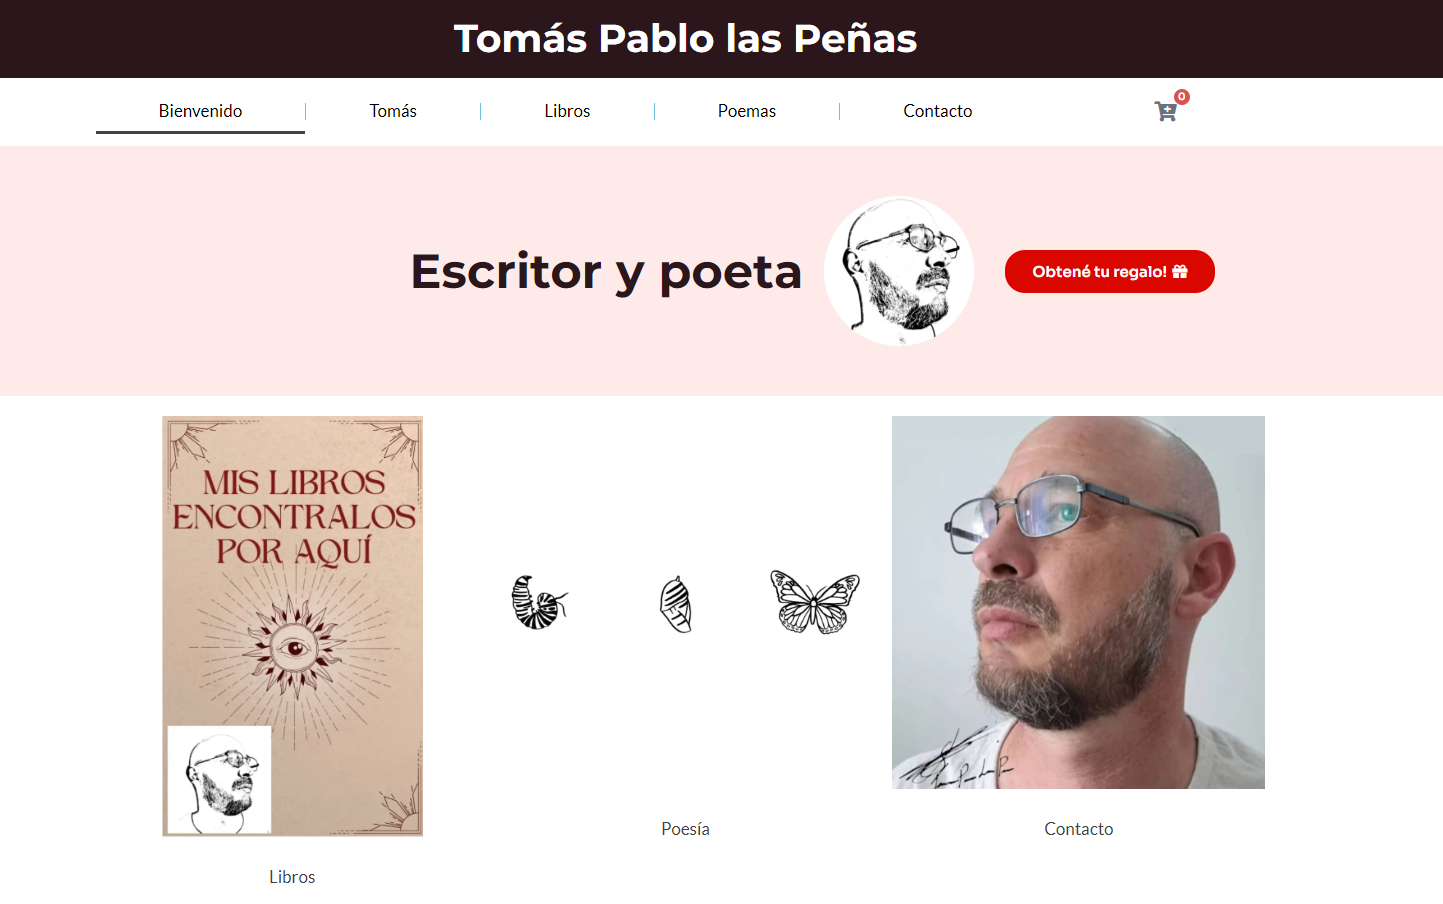 Tomás Pablo las Peñas
Bienvenido
Tomás
Libros
Poemas
Contacto
0
Escritor y poeta
Obtené tu regalo!
MIS LIBROS
ENCONTRALOS
POR AQUÍ
Poesía
Contacto
Libros